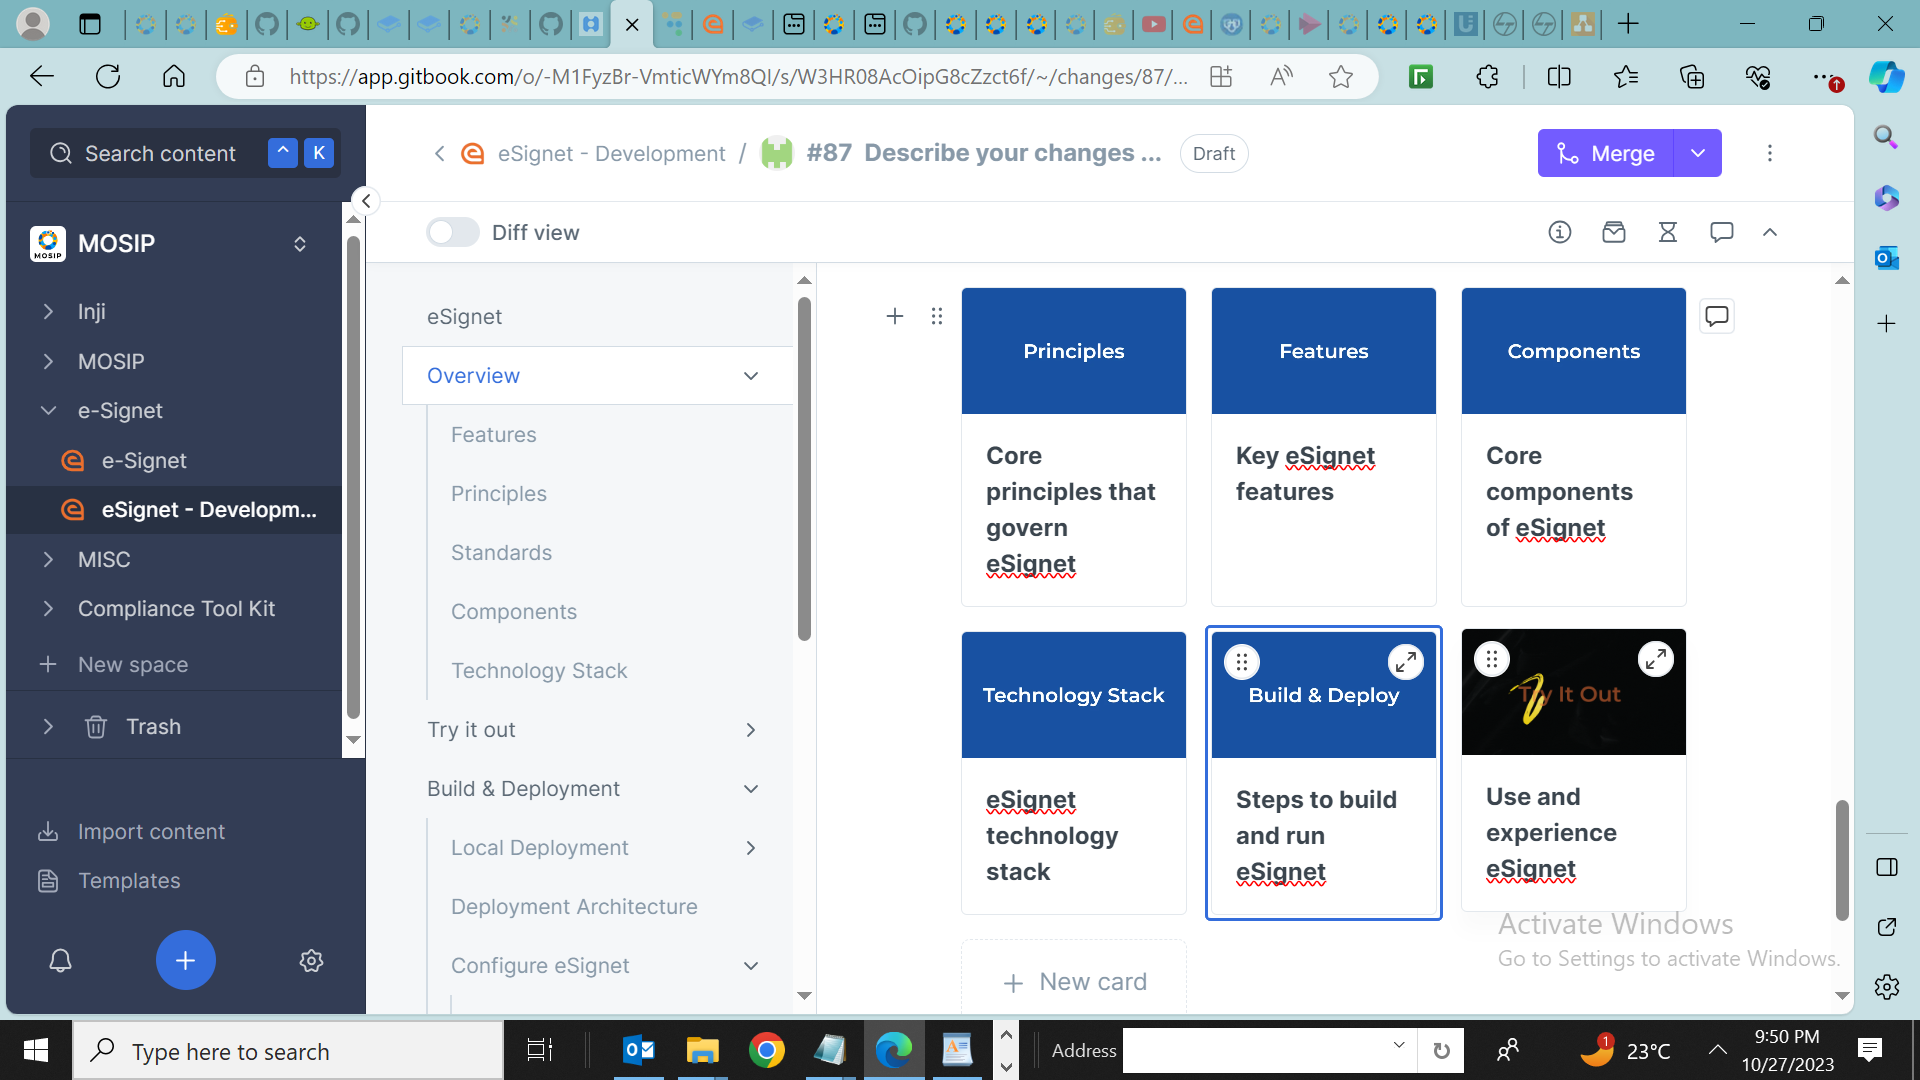 https://app.gitbook.com/o/-M1FyzBr-VmticWYm8QI/s/W3HR08AcOipG8cZzct6f/~/changes/87/...
Search content ^ K
eSignet - Development / #87 Describe your changes ... Draft
Merge
MOSIP
MOSIP
Diff view
Inji
MOSIP
e-Signet
e-Signet
eSignet - Developm...
MISC
Compliance Tool Kit
New space
Trash
Import content
Templates
eSignet
Overview
Features
Principles
Standards
Components
Technology Stack
Try it out
Build & Deployment
Local Deployment
Deployment Architecture
Configure eSignet
Principles
Core
principles that
govern
eSignet
Features
Key eSignet
features
Components
Core
components
of eSignet
Technology Stack
eSignet
technology
stack
Build & Deploy
Steps to build
and run
eSignet
Try It Out
Use and
experience
eSignet
+ New card
Activate Windows
Go to Settings to activate Windows.
Type here to search
Address
1
23°C
9:50 PM
10/27/2023